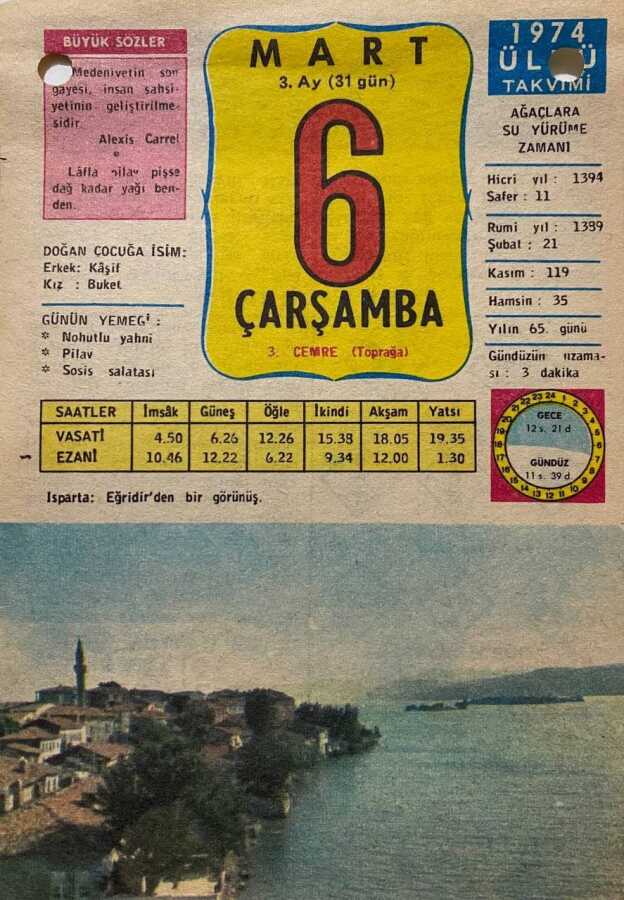 BÜYÜK SÖZLER
Medeniyetin son
gayesi, insan şahsi-
yetinin geliştirilme-
sidir.
Alexis Carrel
Lâfla pilav pişse
dağ kadar yağı ben-
den.
DOĞAN ÇOCUĞA İSİM:
Erkek: Kâşif
Kız : Buket
GÜNÜN YEMEĞİ :
* Nohutlu yahni
* Pilav
* Sosis salatası
MART
3. Ay (31 gün)
6
ÇARŞAMBA
3. CEMRE (Toprağa)
1974
ÜLKÜ
TAKVİMİ
AĞAÇLARA
SU YÜRÜME
ZAMANI
Hicri yıl : 1394
Safer : 11
Rumi yıl : 1389
Şubat : 21
Kasım : 119
Hamsin : 35
Yılın 65. günü
Gündüzün uzama-
sı : 3 dakika
SAATLER İmsâk Güneş Öğle İkindi Akşam Yatsı
VASATİ 4.50 6.26 12.26 15.38 18.05 19.35
EZANİ 10.46 12.22 6.22 9.34 12.00 1.30
GECE
12 s. 21 d
GÜNDÜZ
11 s. 39 d
Isparta: Eğridir'den bir görünüş.